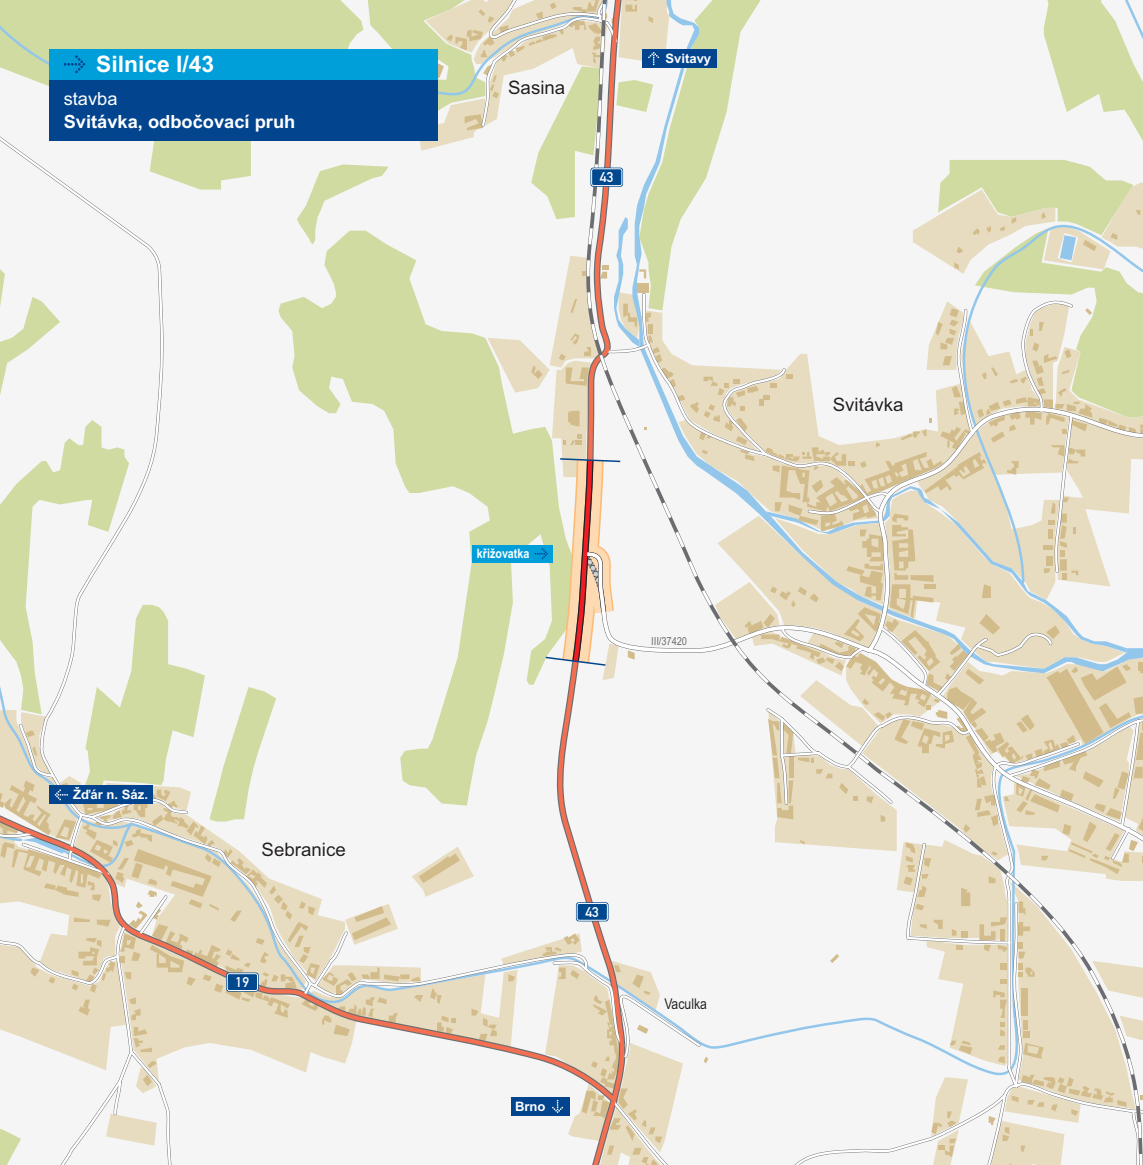 Silnice I/43
stavba
Svitávka, odbočovací pruh
Svitavy
Sasina
43
Svitávka
křižovatka
III/37420
Žďár n. Sáz.
Sebranice
43
19
Vaculka
Brno